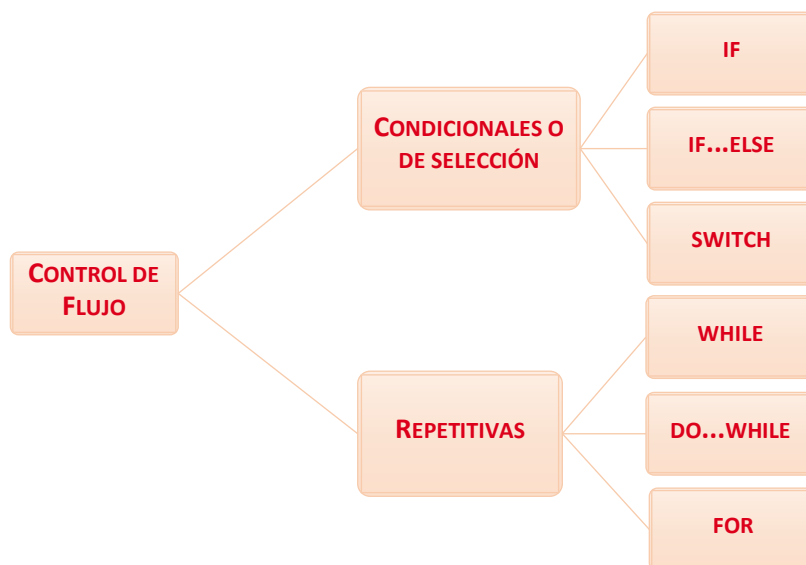 CONTROL DE
FLUJO
CONDICIONALES O
DE SELECCIÓN
IF
IF...ELSE
SWITCH
REPETITIVAS
WHILE
DO...WHILE
FOR